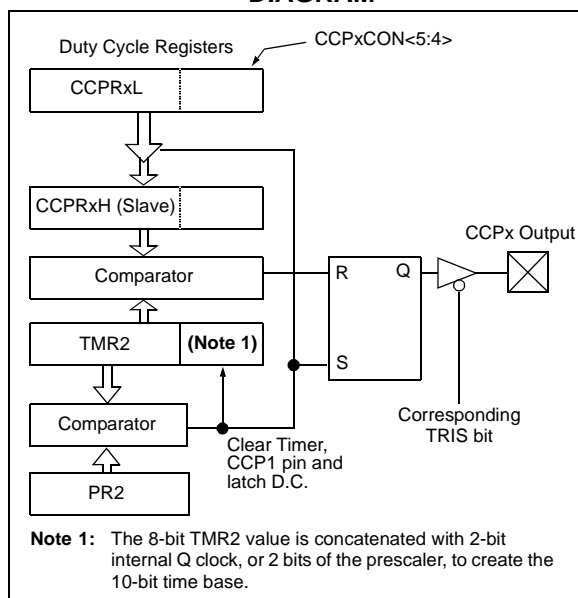 DIAGRAM
Duty Cycle Registers
CCPxCON<5:4>
CCPRxL
CCPRxH (Slave)
Comparator
TMR2
(Note 1)
Comparator
PR2
Clear Timer,
CCP1 pin and
latch D.C.
R
Q
S
CCPx Output
Corresponding
TRIS bit
Note 1: The 8-bit TMR2 value is concatenated with 2-bit
internal Q clock, or 2 bits of the prescaler, to create the
10-bit time base.